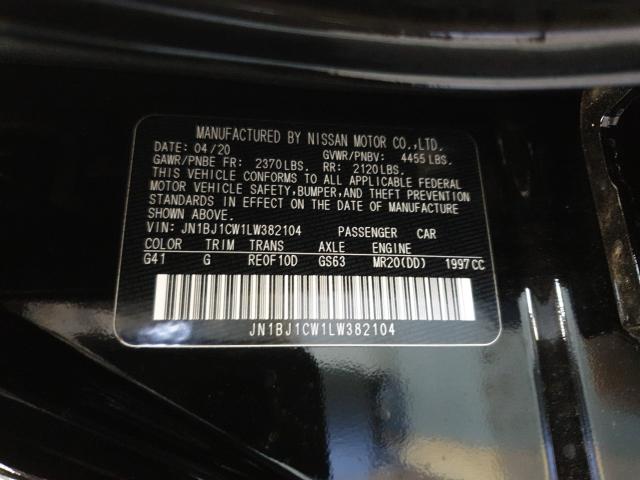 MANUFACTURED BY NISSAN MOTOR CO.,LTD.
DATE: 04/20 GVWR/PNBV: 4455 LBS.
GAWR/PNBE FR: 2370 LBS. RR: 2120 LBS.
THIS VEHICLE CONFORMS TO ALL APPLICABLE FEDERAL
MOTOR VEHICLE SAFETY, BUMPER, AND THEFT PREVENTION
STANDARDS IN EFFECT ON THE DATE OF MANUFACTURE
SHOWN ABOVE.
VIN: JN1BJ1CW1LW382104 PASSENGER CAR
COLOR TRIM TRANS AXLE ENGINE
G41 G RE0F10D GS63 MR20(DD) 1997CC
JN1BJ1CW1LW382104